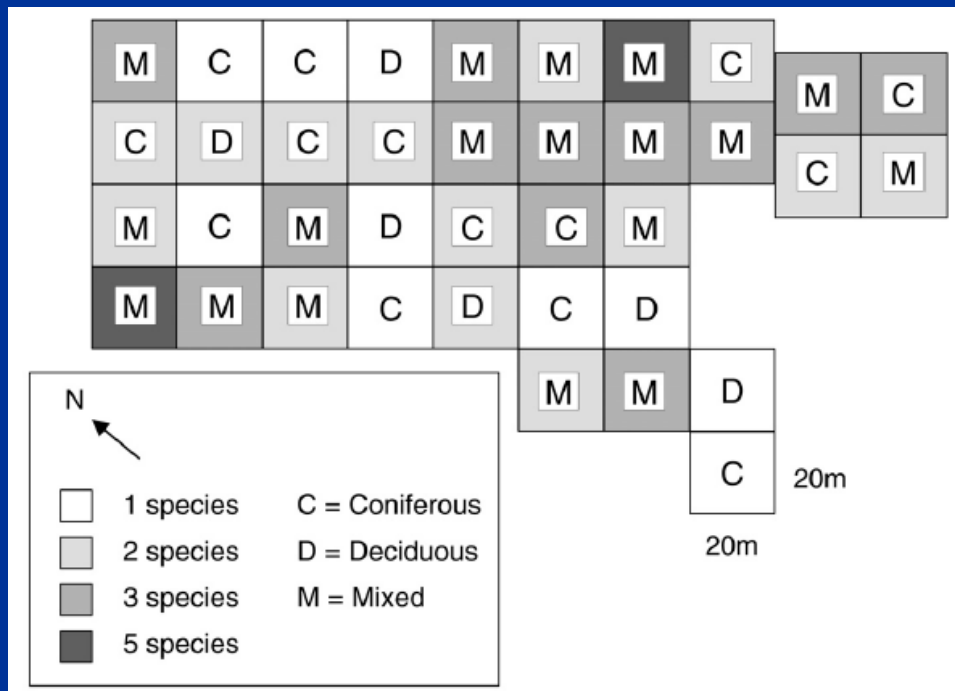 M C C D M M M C
M C
C D C C M M M M
C M
M C M D C C M
M M M C D C D
M M D
C
20m
20m
N
1 species C = Coniferous
2 species D = Deciduous
3 species M = Mixed
5 species